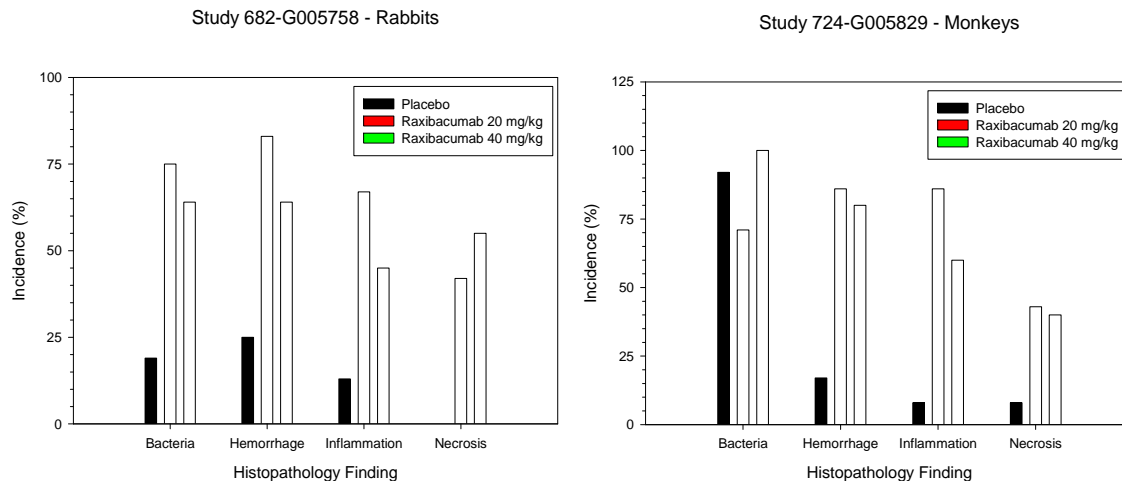 Study 682-G005758 - Rabbits
Incidence (%)
100
75
50
25
0
Placebo
Raxibacumab 20 mg/kg
Raxibacumab 40 mg/kg
Bacteria Hemorrhage Inflammation Necrosis
Histopathology Finding
Study 724-G005829 - Monkeys
Incidence (%)
125
100
75
50
25
0
Placebo
Raxibacumab 20 mg/kg
Raxibacumab 40 mg/kg
Bacteria Hemorrhage Inflammation Necrosis
Histopathology Finding